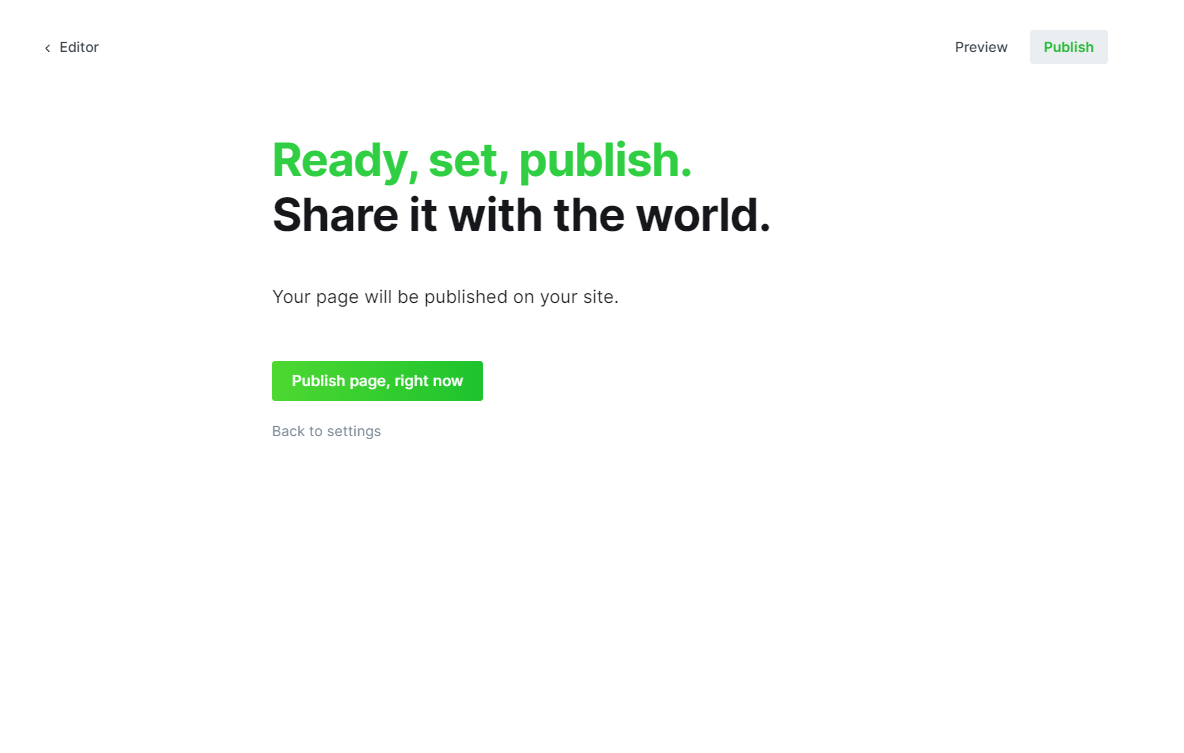 Editor
Preview
Publish
Ready, set, publish.
Share it with the world.
Your page will be published on your site.
Publish page, right now
Back to settings